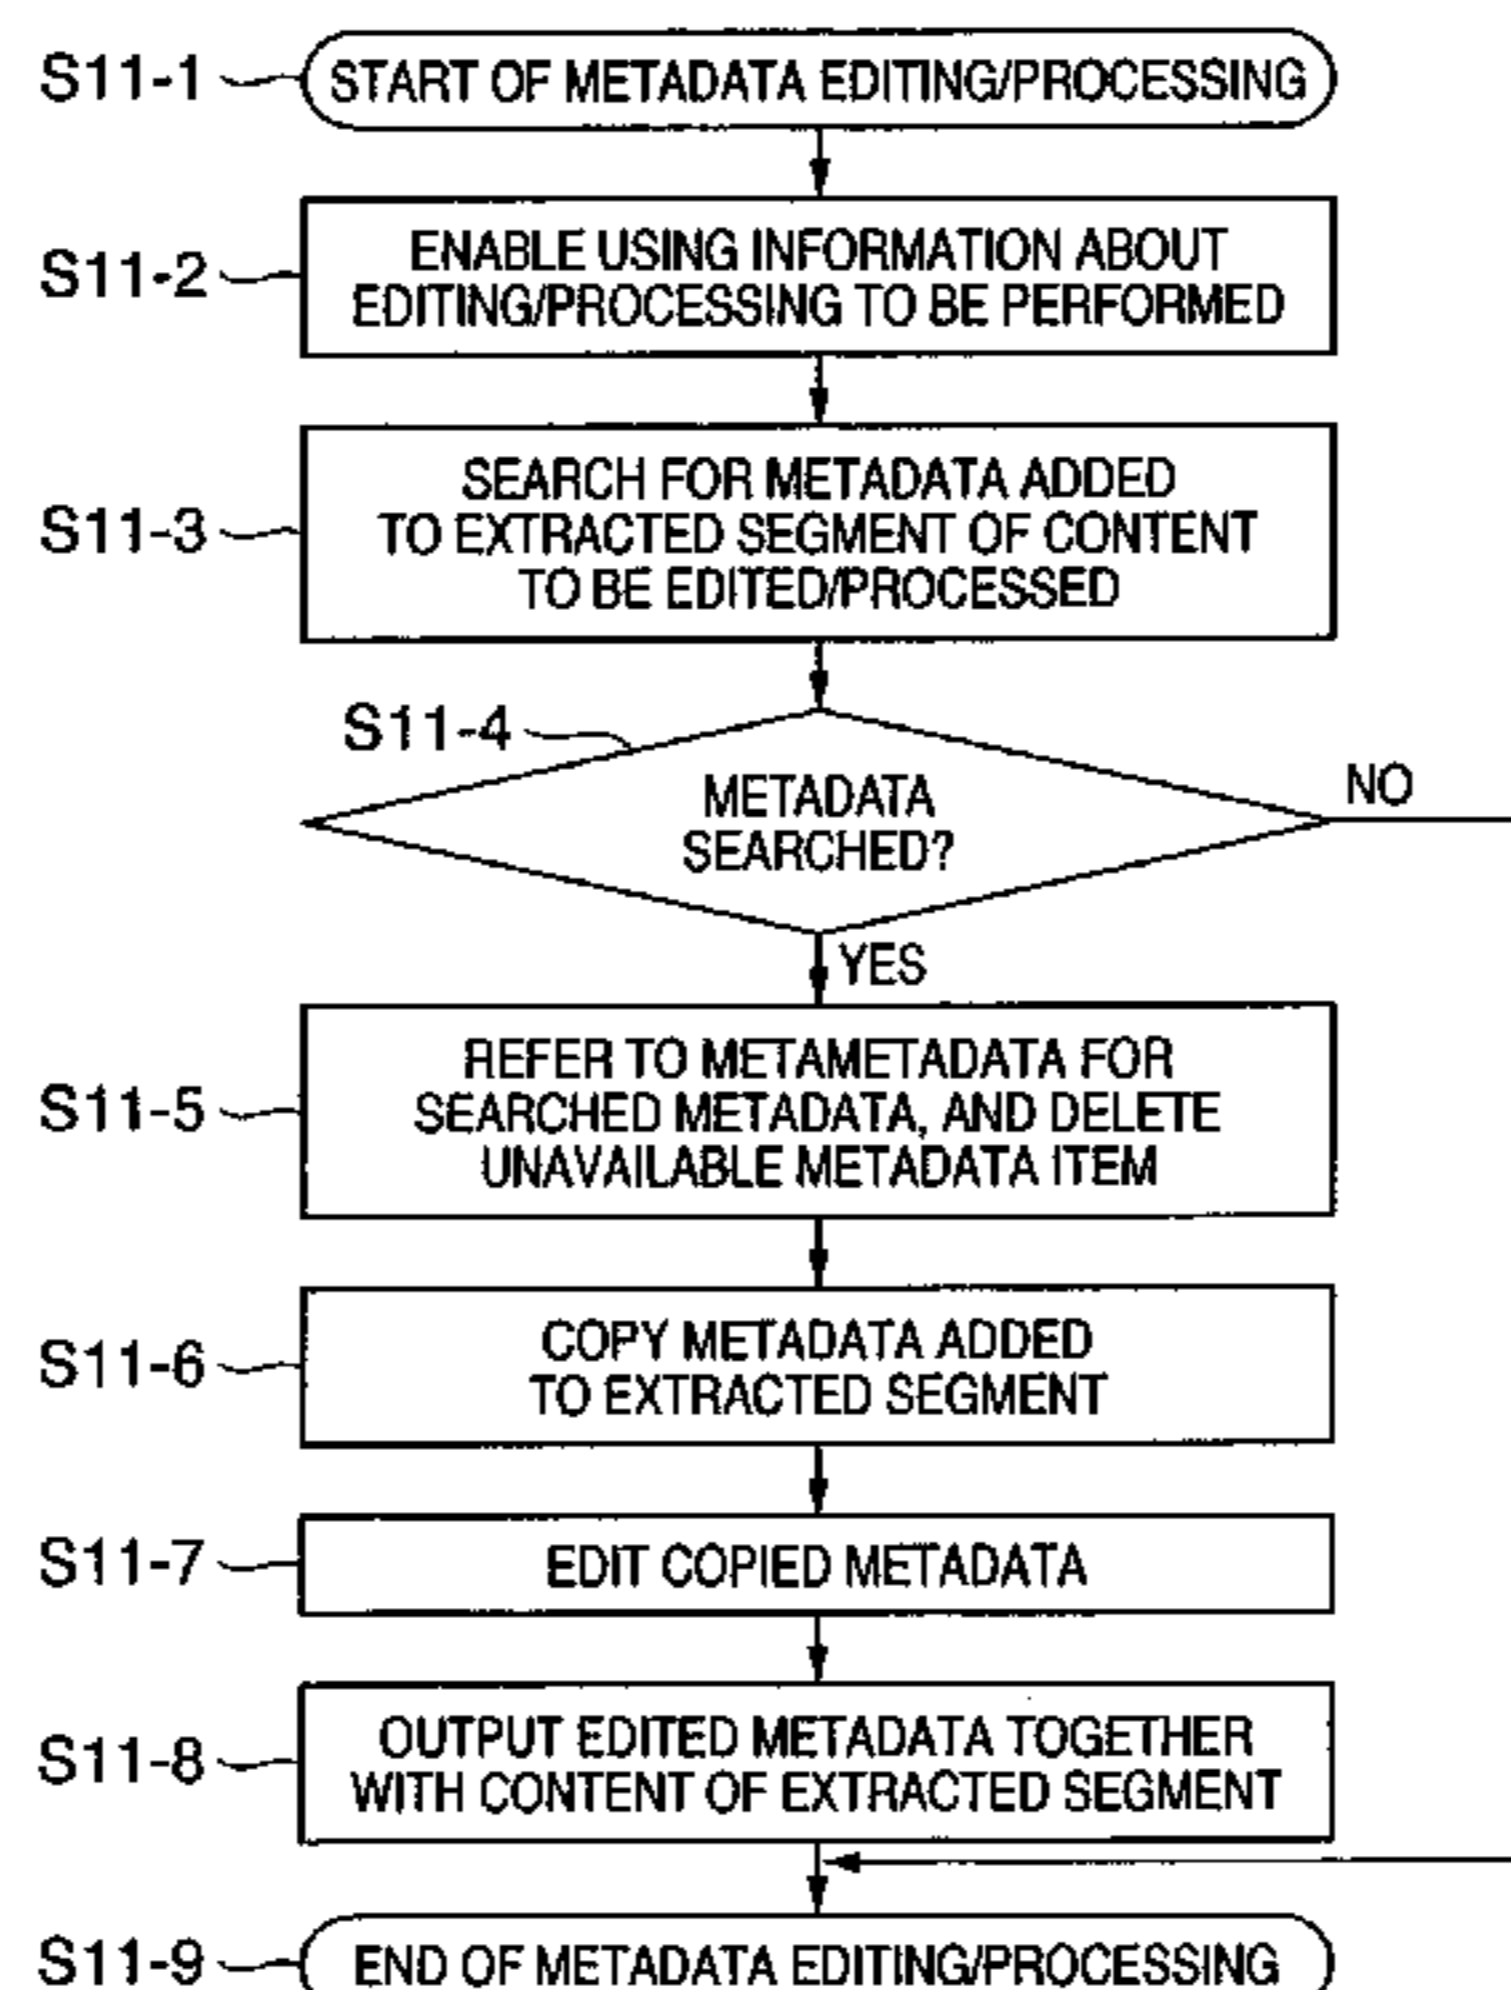 S11-1
START OF METADATA EDITING/PROCESSING
S11-2
ENABLE USING INFORMATION ABOUT
EDITING/PROCESSING TO BE PERFORMED
S11-3
SEARCH FOR METADATA ADDED
TO EXTRACTED SEGMENT OF CONTENT
TO BE EDITED/PROCESSED
S11-4
METADATA
SEARCHED?
NO
YES
S11-5
REFER TO METAMETADATA FOR
SEARCHED METADATA, AND DELETE
UNAVAILABLE METADATA ITEM
S11-6
COPY METADATA ADDED
TO EXTRACTED SEGMENT
S11-7
EDIT COPIED METADATA
S11-8
OUTPUT EDITED METADATA TOGETHER
WITH CONTENT OF EXTRACTED SEGMENT
S11-9
END OF METADATA EDITING/PROCESSING